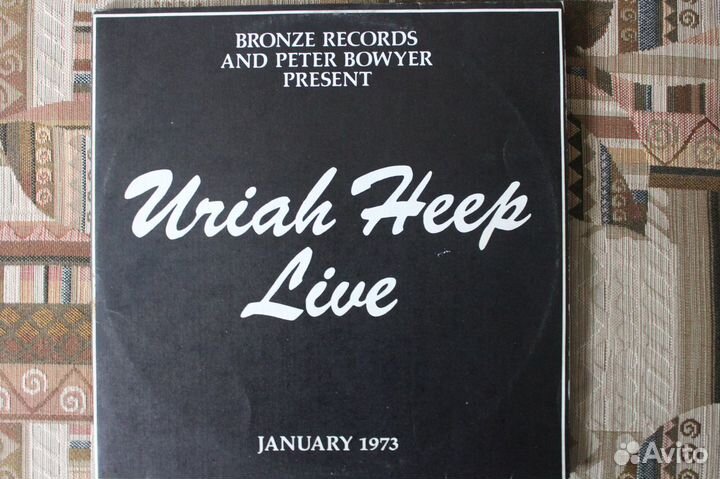 BRONZE RECORDS
AND PETER BOWYER
PRESENT
Uriah Heep
Live
JANUARY 1973
Avito